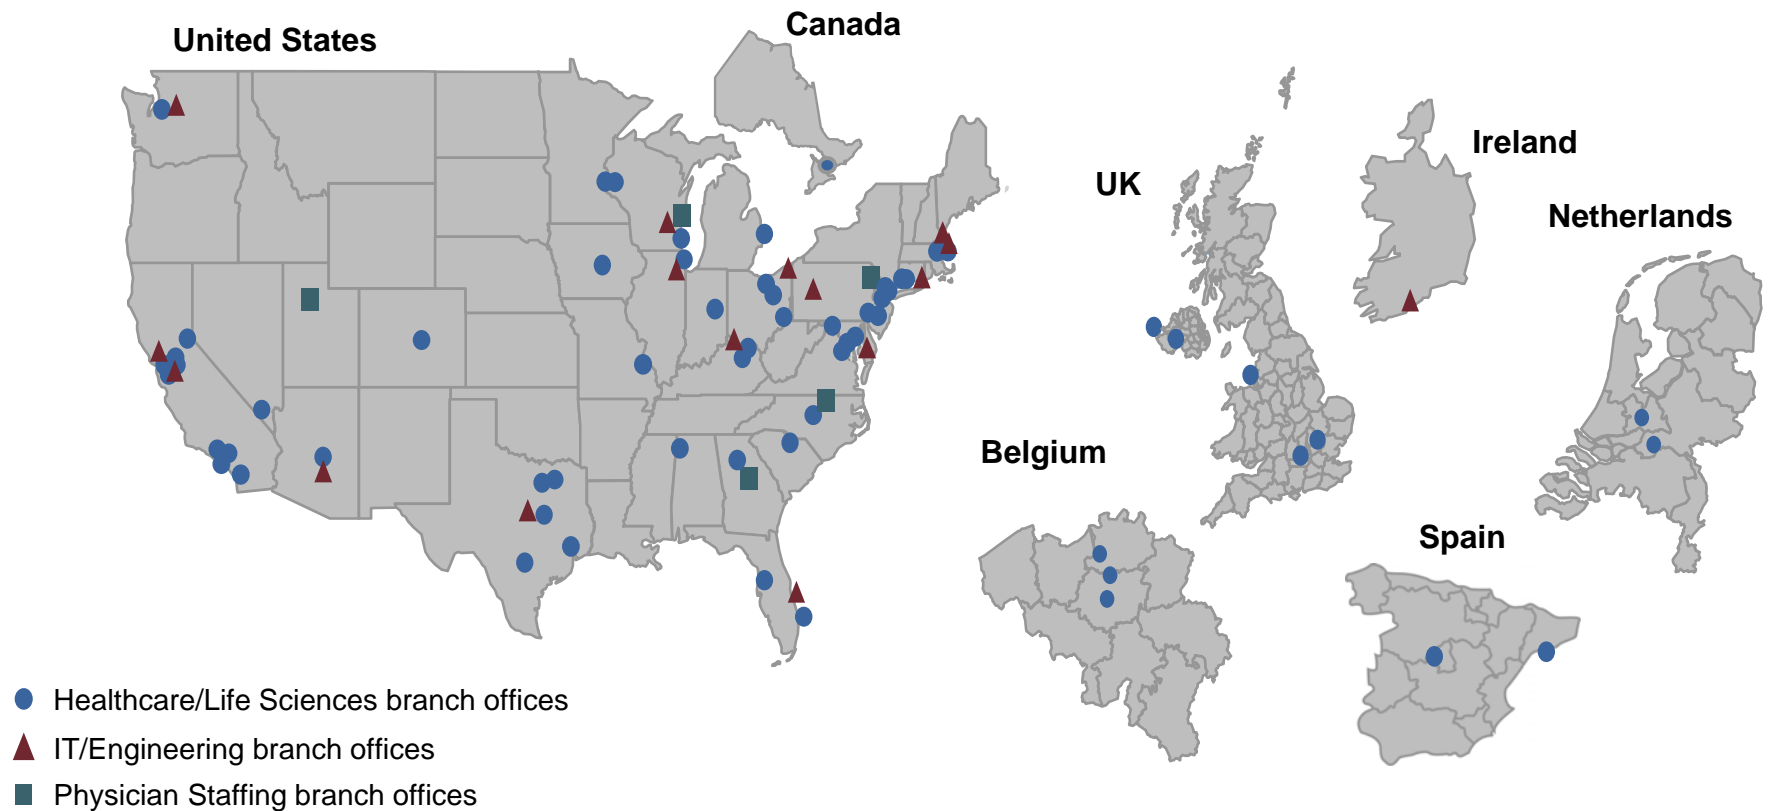 United States
Canada
UK
Ireland
Netherlands
Belgium
Spain
Healthcare/Life Sciences branch offices
IT/Engineering branch offices
Physician Staffing branch offices